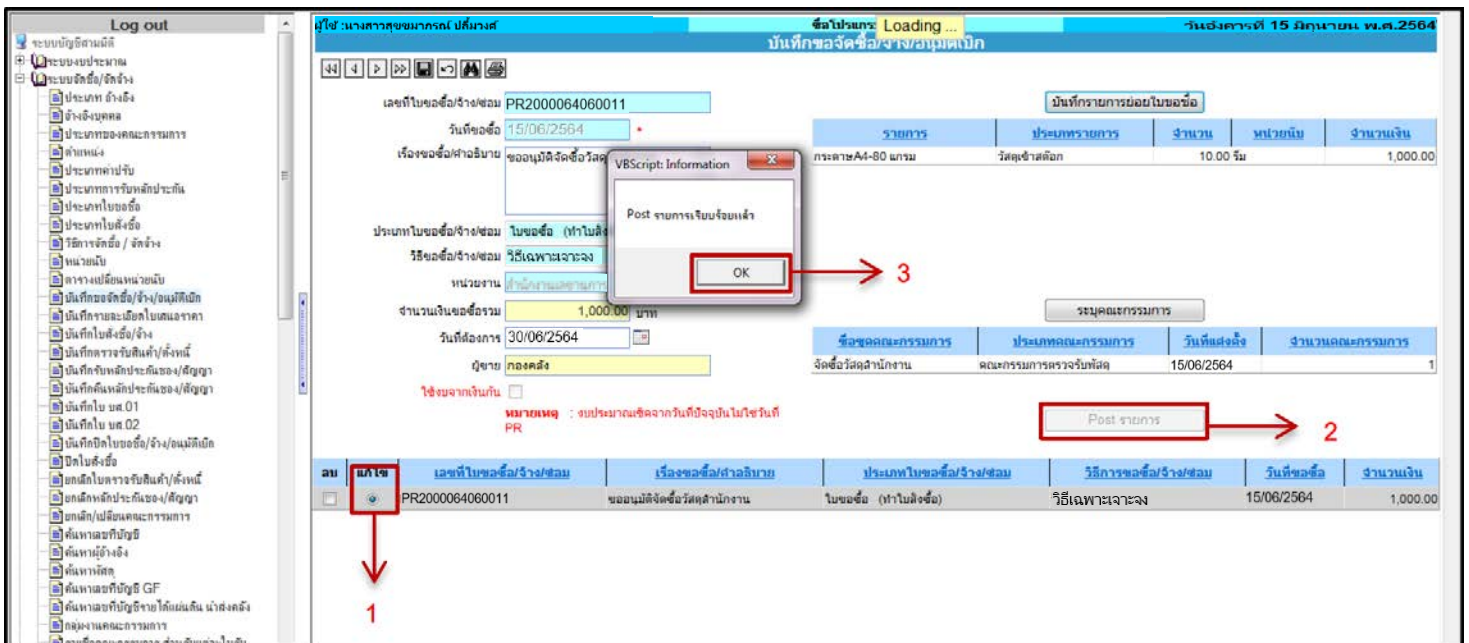 Log out
ระบบบัญชีสามมิติ
ระบบงบประมาณ
ระบบจัดซื้อ/จัดจ้าง
ประเภท อ้างอิง
อ้างอิงบุคคล
ประเภทของคณะกรรมการ
ตำแหน่ง
ประเภทค่าปรับ
ประเภทการรับหลักประกัน
ประเภทใบขอซื้อ
ประเภทใบสั่งซื้อ
วิธีการจัดซื้อ / จัดจ้าง
หน่วยนับ
ตารางเปลี่ยนหน่วยนับ
บันทึกขอจัดซื้อ/จ้าง/อนุมัติเบิก
บันทึกรายละเอียดใบเสนอราคา
บันทึกใบสั่งซื้อ/จ้าง
บันทึกตรวจรับสินค้า/ตั้งหนี้
บันทึกรับหลักประกันซอง/สัญญา
บันทึกคืนหลักประกันซอง/สัญญา
บันทึกใบ บศ.01
บันทึกใบ บศ.02
บันทึกปิดใบขอซื้อ/จ้าง/อนุมัติเบิก
ปิดใบสั่งซื้อ
ยกเลิกใบตรวจรับสินค้า/ตั้งหนี้
ยกเลิกหลักประกันซอง/สัญญา
ยกเลิก/เปลี่ยนคณะกรรมการ
ค้นหาเลขที่บัญชี
ค้นหาผู้อ้างอิง
ค้นหาพัสดุ
ค้นหาเลขที่บัญชี GF
ค้นหาเลขที่บัญชีรายได้แผ่นดิน นำส่งคลัง
กลุ่มงานคณะกรรมการ
ผู้ใช้ :นางสาวสุขขมาภรณ์ ปลื้มวงศ์ ชื่อโปรแกร Loading ... วันอังคารที่ 15 มิถุนายน พ.ศ.2564
บันทึกขอจัดซื้อ/จ้าง/อนุมัติเบิก
เลขที่ใบขอซื้อ/จ้าง/ซ่อม PR2000064060011 บันทึกรายการย่อยใบขอซื้อ
วันที่ขอซื้อ 15/06/2564 *
รายการ ประเภทรายการ จำนวน หน่วยนับ จำนวนเงิน
เรื่องขอซื้อ/คำอธิบาย ขออนุมัติจัดซื้อวัสดุ
กระดาษA4-80 แกรม วัสดุเข้าสต๊อก 10.00 รีม 1,000.00
VBScript: Information
Post รายการเรียบร้อยแล้ว
OK
3
ประเภทใบขอซื้อ/จ้าง/ซ่อม ใบขอซื้อ (ทำใบสั่ง
วิธีขอซื้อ/จ้าง/ซ่อม วิธีเฉพาะเจาะจง
หน่วยงาน สำนักงานเลขานุการ
จำนวนเงินขอซื้อรวม 1,000.00 บาท ระบุคณะกรรมการ
วันที่ต้องการ 30/06/2564
ชื่อชุดคณะกรรมการ ประเภทคณะกรรมการ วันที่แต่งตั้ง จำนวนคณะกรรมการ
ผู้ขาย กองคลัง
จัดซื้อวัสดุสำนักงาน คณะกรรมการตรวจรับพัสดุ 15/06/2564 1
ใช้งบจากเงินกัน
หมายเหตุ : งบประมาณเช็คจากวันที่ปัจจุบันไม่ใช่วันที่
PR
Post รายการ
2
ลบ แก้ไข เลขที่ใบขอซื้อ/จ้าง/ซ่อม เรื่องขอซื้อ/คำอธิบาย ประเภทใบขอซื้อ/จ้าง/ซ่อม วิธีการขอซื้อ/จ้าง/ซ่อม วันที่ขอซื้อ จำนวนเงิน
PR2000064060011 ขออนุมัติจัดซื้อวัสดุสำนักงาน ใบขอซื้อ (ทำใบสั่งซื้อ) วิธีเฉพาะเจาะจง 15/06/2564 1,000.00
1